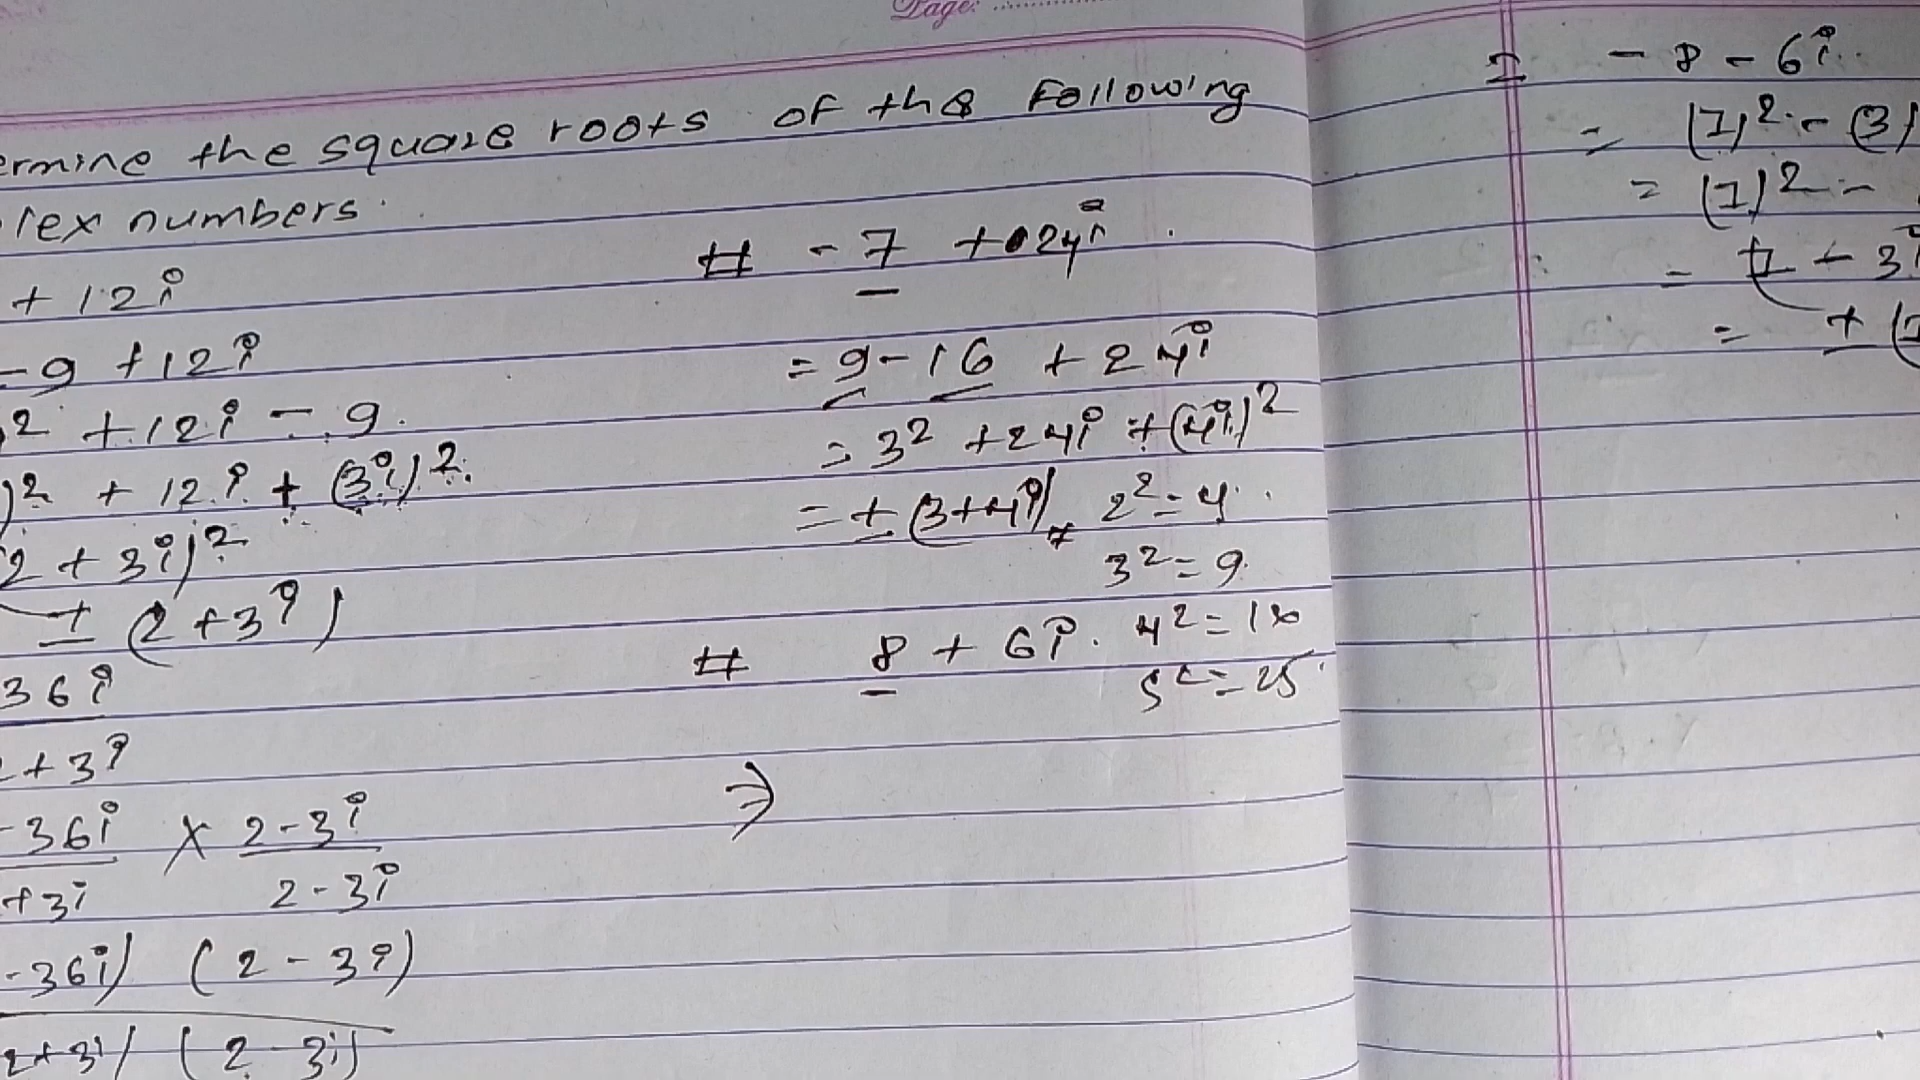 Page:
ermine the square roots of the following
lex numbers.
+ 12i
-9 + 12i
2 + 12i - 9.
)2 + 12i + (3i)2.
2 + 3i)2
± (2+3i)
36i
+3i
-36i × 2-3i
+3i 2-3i
-36i) (2-3i)
2+3i) (2-3i)
# -7 + 24i
= 9-16 + 24i
= 32 + 24i + (4i)2
= ± (3+4i) 22 = 4.
32 = 9.
# 8 + 6i. 42 = 16
52 = 25
⇒
- 8 - 6i.
= (1)2 - (3)
= (1)2 -
= 1 - 3i
= ± (1